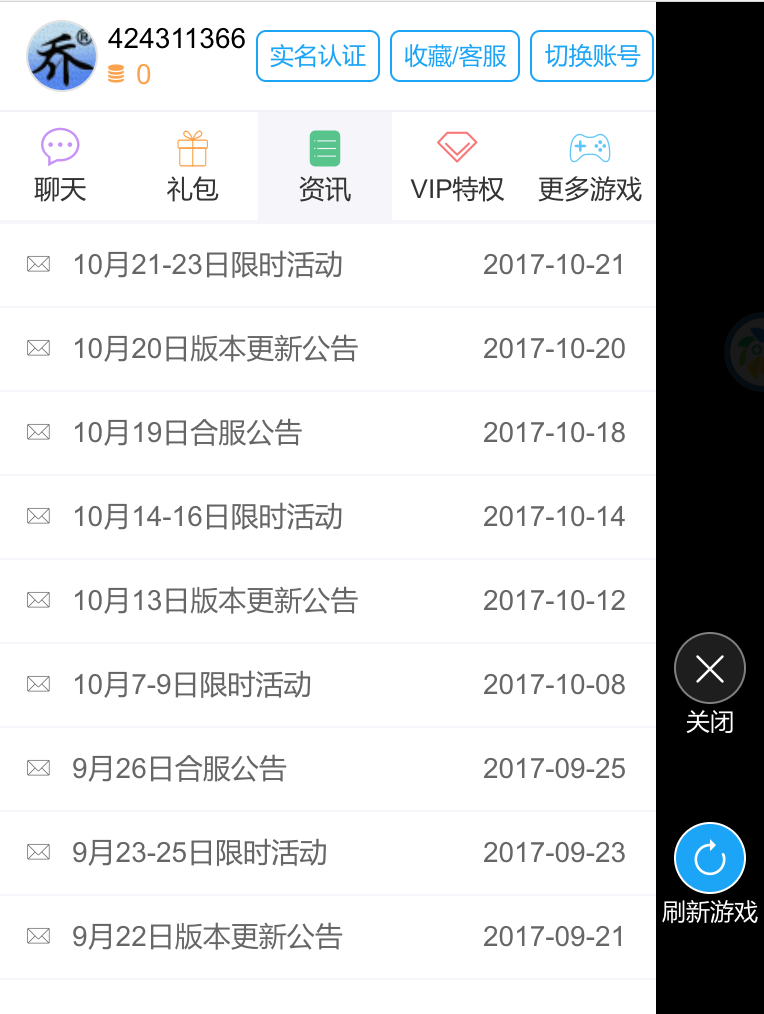 乔®
424311366
0
实名认证
收藏/客服
切换账号
聊天
礼包
资讯
VIP特权
更多游戏
10月21-23日限时活动 2017-10-21
10月20日版本更新公告 2017-10-20
10月19日合服公告 2017-10-18
10月14-16日限时活动 2017-10-14
10月13日版本更新公告 2017-10-12
10月7-9日限时活动 2017-10-08
9月26日合服公告 2017-09-25
9月23-25日限时活动 2017-09-23
9月22日版本更新公告 2017-09-21
关闭
刷新游戏